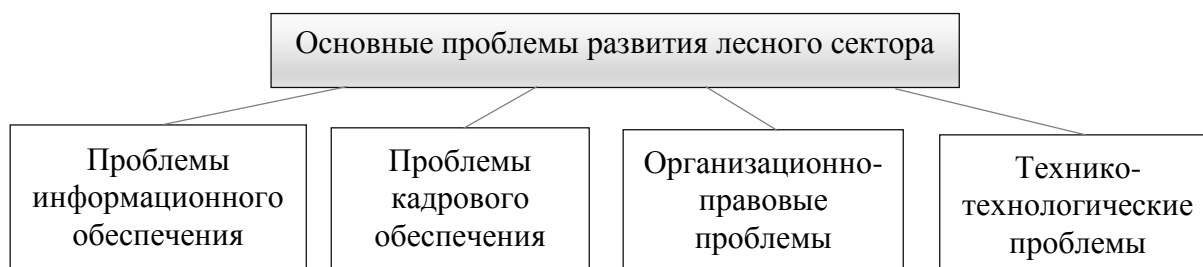 Основные проблемы развития лесного сектора
Проблемы
информационного
обеспечения
Проблемы
кадрового
обеспечения
Организационно-
правовые
проблемы
Технико-
технологические
проблемы